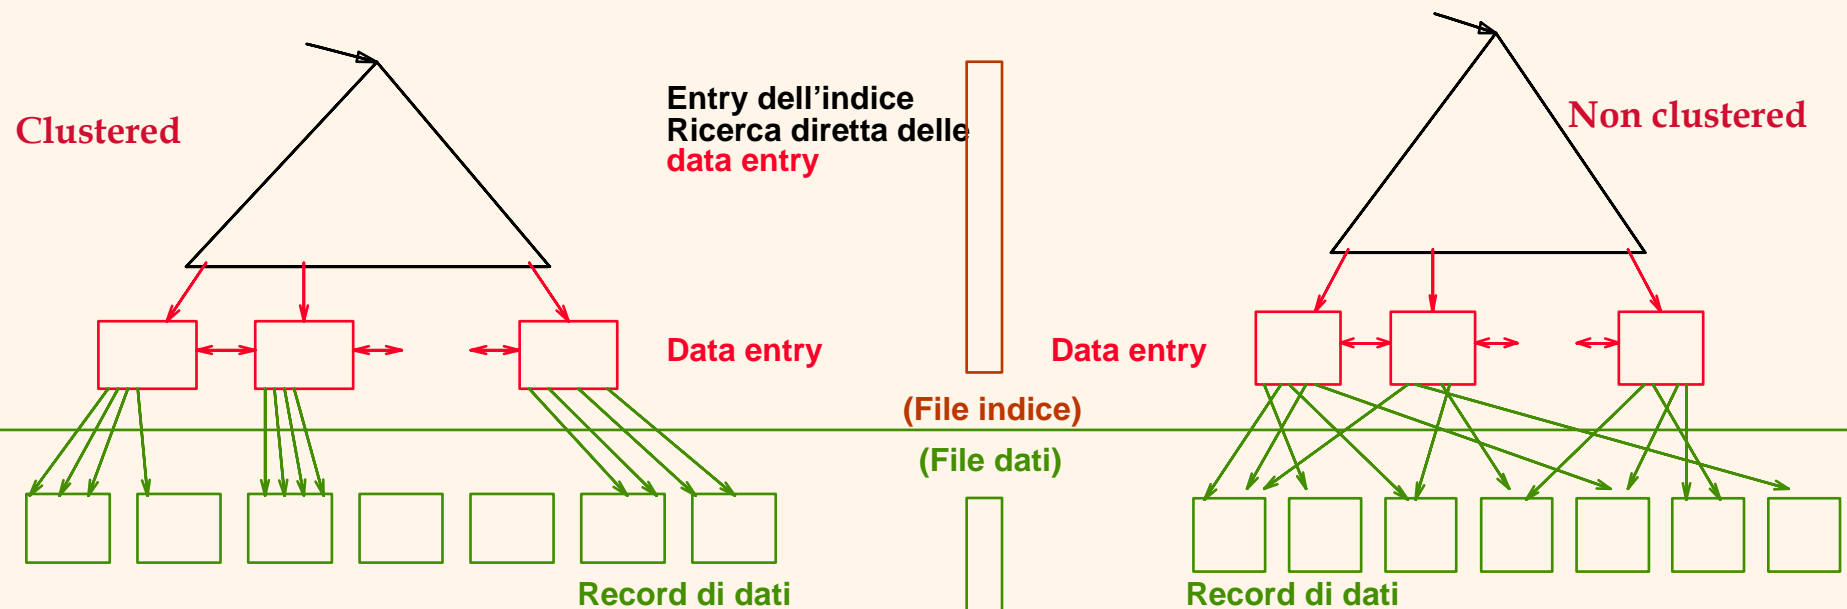 Clustered
Entry dell'indice
Ricerca diretta delle
data entry
Non clustered
Data entry
Data entry
(File indice)
(File dati)
Record di dati
Record di dati